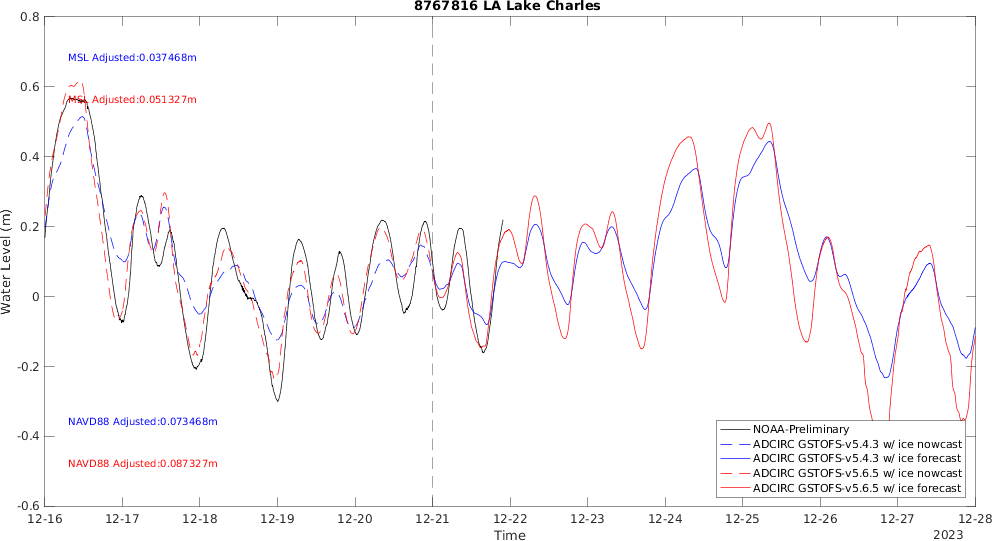 8767816 LA Lake Charles
0.8
0.6
0.4
0.2
0
-0.2
-0.4
-0.6
Water Level (m)
MSL Adjusted:0.037468m
MSL Adjusted:0.051327m
NAVD88 Adjusted:0.073468m
NAVD88 Adjusted:0.087327m
NOAA-Preliminary
ADCIRC GSTOFS-v5.4.3 w/ ice nowcast
ADCIRC GSTOFS-v5.4.3 w/ ice forecast
ADCIRC GSTOFS-v5.6.5 w/ ice nowcast
ADCIRC GSTOFS-v5.6.5 w/ ice forecast
12-16 12-17 12-18 12-19 12-20 12-21 12-22 12-23 12-24 12-25 12-26 12-27 12-28
Time
2023